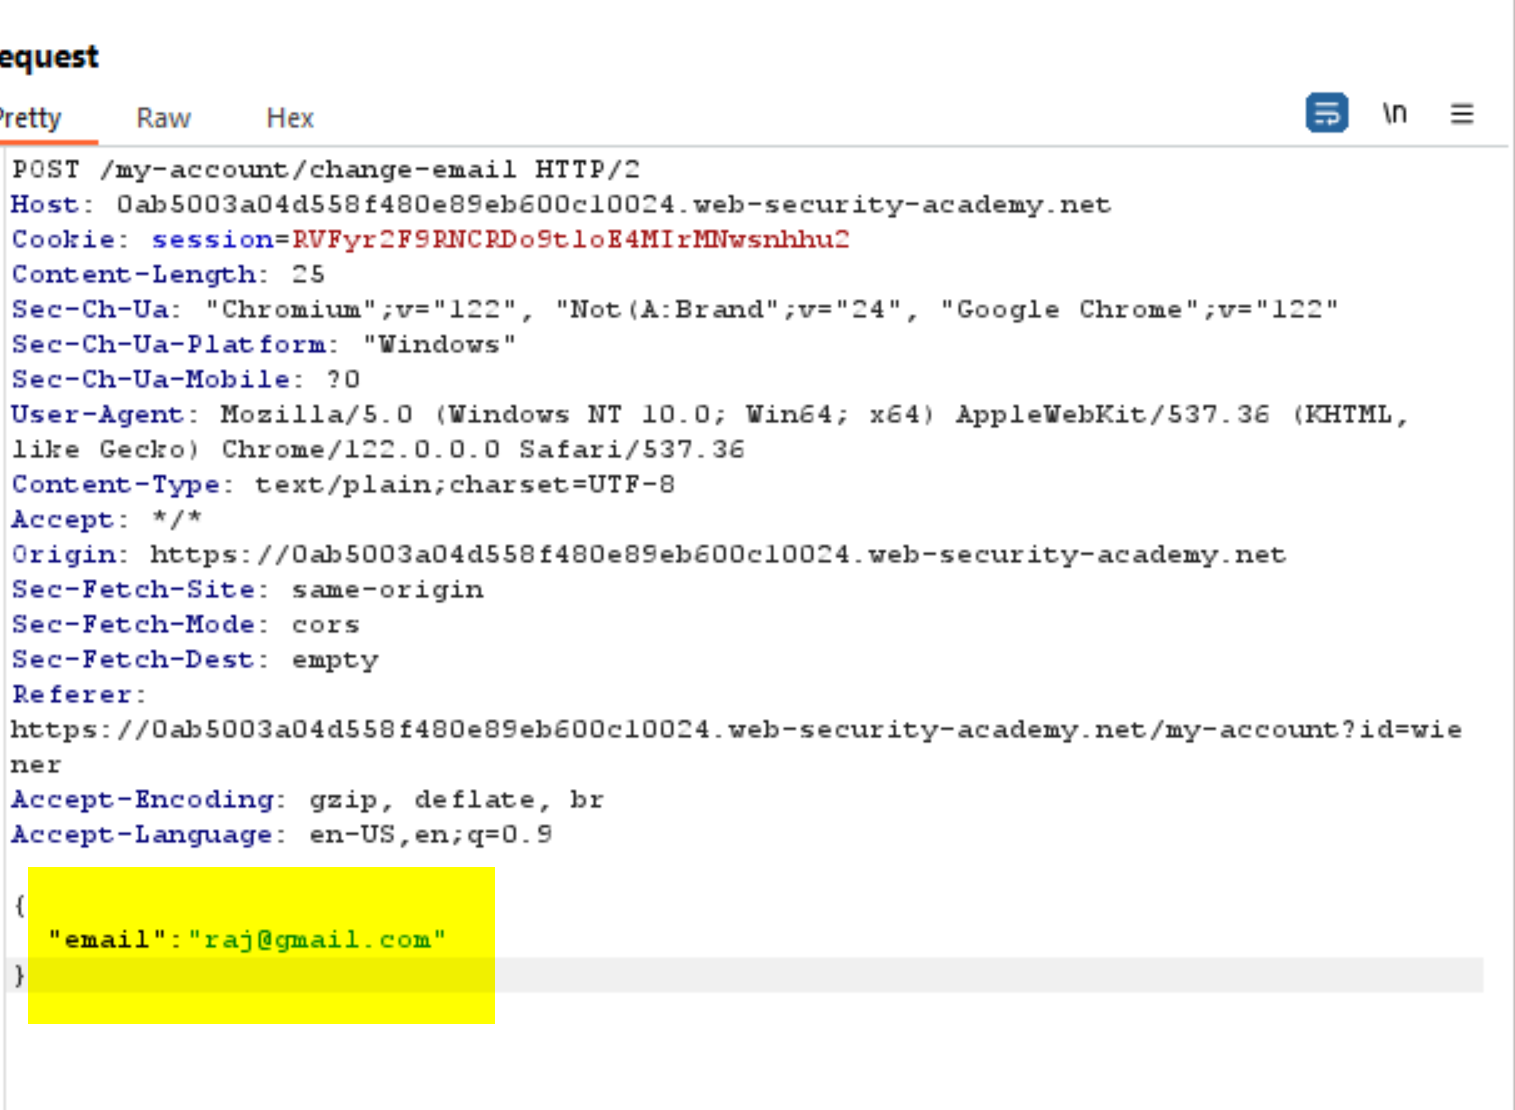 equest
Pretty Raw Hex \n
POST /my-account/change-email HTTP/2
Host: 0ab5003a04d558f480e89eb600c10024.web-security-academy.net
Cookie: session=RVFyr2F9RNCRDo9tloE4MIrMNwsnhhu2
Content-Length: 25
Sec-Ch-Ua: "Chromium";v="122", "Not(A:Brand";v="24", "Google Chrome";v="122"
Sec-Ch-Ua-Platform: "Windows"
Sec-Ch-Ua-Mobile: ?0
User-Agent: Mozilla/5.0 (Windows NT 10.0; Win64; x64) AppleWebKit/537.36 (KHTML,
like Gecko) Chrome/122.0.0.0 Safari/537.36
Content-Type: text/plain;charset=UTF-8
Accept: */*
Origin: https://0ab5003a04d558f480e89eb600c10024.web-security-academy.net
Sec-Fetch-Site: same-origin
Sec-Fetch-Mode: cors
Sec-Fetch-Dest: empty
Referer:
https://0ab5003a04d558f480e89eb600c10024.web-security-academy.net/my-account?id=wie
ner
Accept-Encoding: gzip, deflate, br
Accept-Language: en-US,en;q=0.9
{
"email":"raj@gmail.com"
}